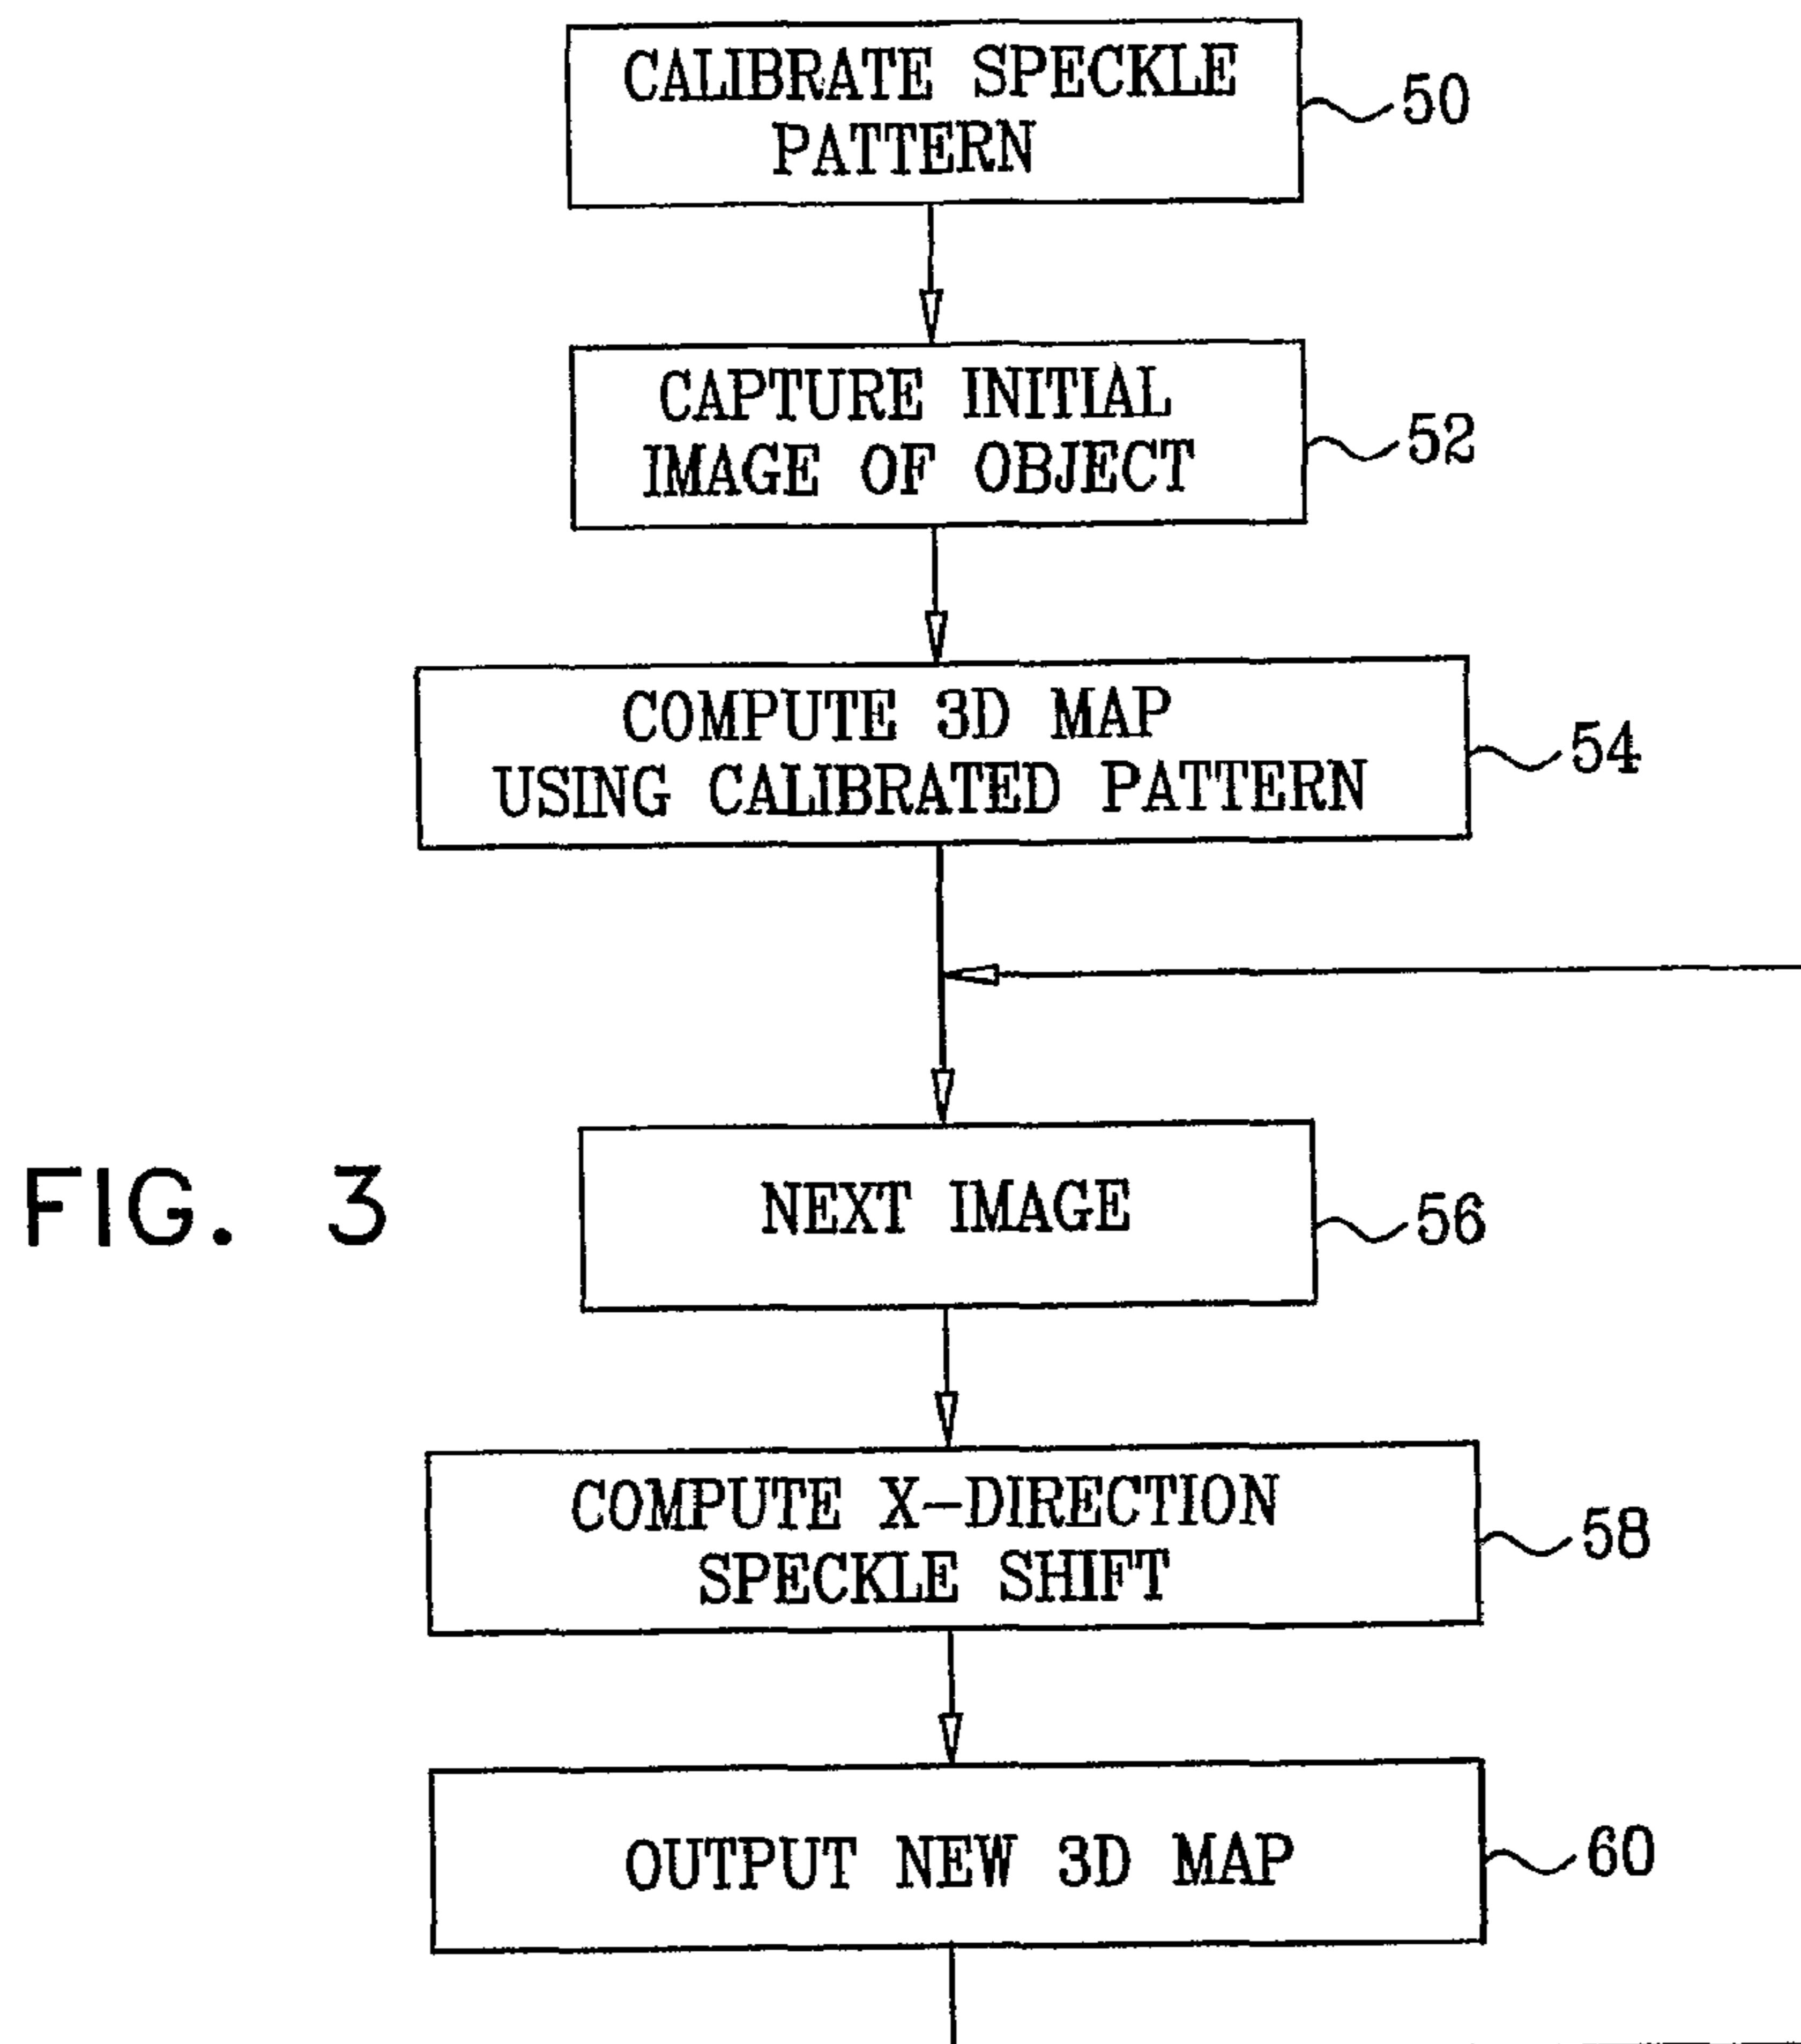 CALIBRATE SPECKLE
PATTERN
50
CAPTURE INITIAL
IMAGE OF OBJECT
52
COMPUTE 3D MAP
USING CALIBRATED PATTERN
54
FIG. 3
NEXT IMAGE
56
COMPUTE X-DIRECTION
SPECKLE SHIFT
58
OUTPUT NEW 3D MAP
60